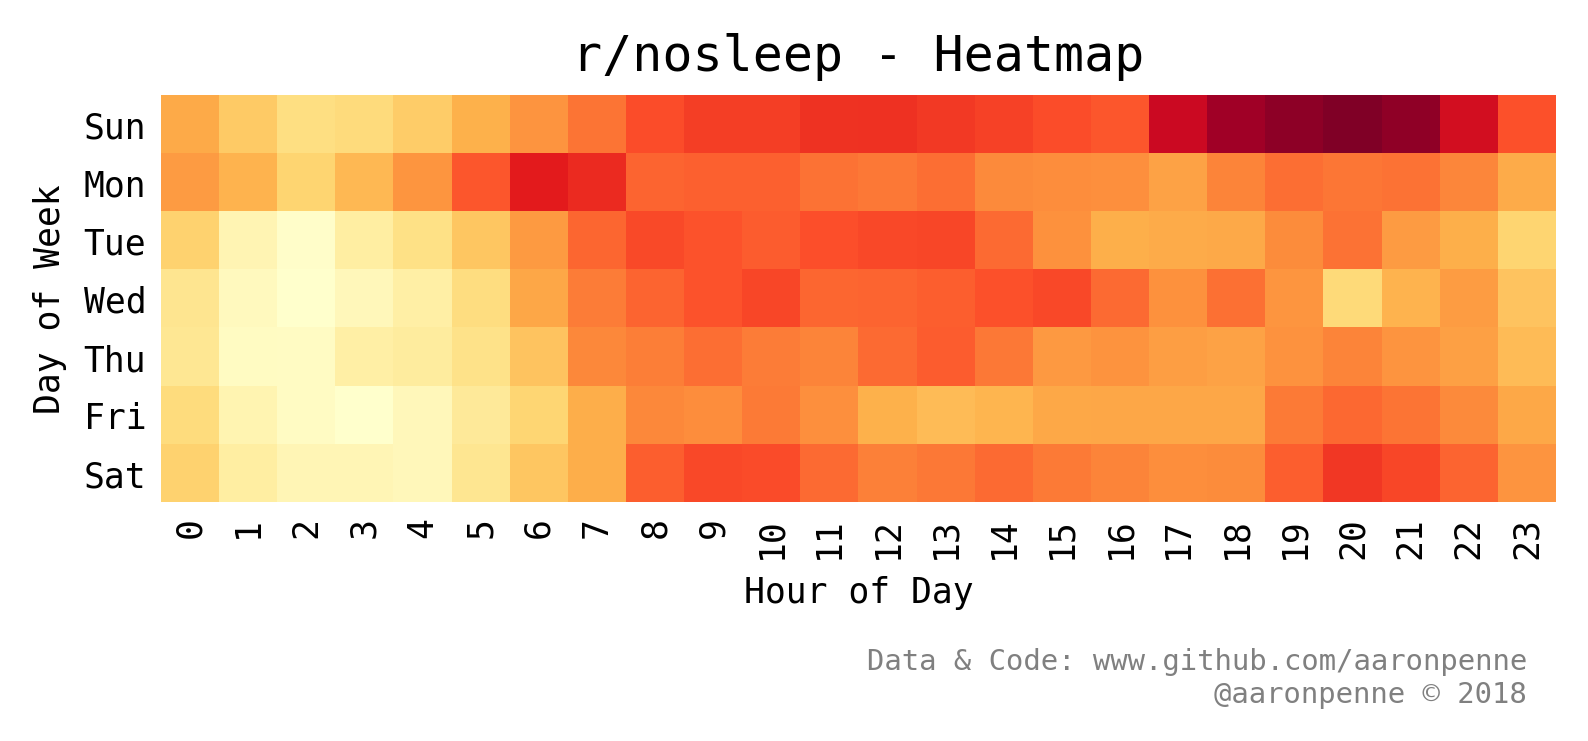 r/nosleep - Heatmap
Day of Week
Sun
Mon
Tue
Wed
Thu
Fri
Sat
0 1 2 3 4 5 6 7 8 9 10 11 12 13 14 15 16 17 18 19 20 21 22 23
Hour of Day
Data & Code: www.github.com/aaronpenne
@aaronpenne © 2018